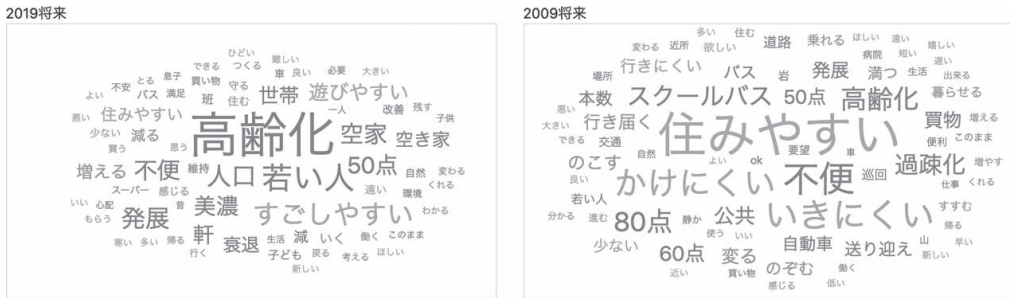 2019将来
ひどい 難しい
できる つくる 車 良い 必要 大きい
とる 息子 買い物 守る
よい 不安 バス 満足 班 住む 世帯 遊びやすい
悪い 住みやすい 一人 改善 残す
少ない 減る 高齢化 空家 空き家 子供
買う 思う
増える 不便 維持 人口 若い人 50点 自然 変わる
スーパー 感じる 遠い 環境 くれる
いい 心配 昔 美濃 すごしやすい わかる
もらう 発展
軒 衰退 生活 減 いく 働く このまま
寒い 多い 帰る 子ども 戻る 考える ほしい
行く 新しい
2009将来
多い 住む
変わる 近所 欲しい 道路 乗れる ほしい 遠い
行きにくい 病院 短い 嬉しい
場所 バス 岩 発展 満つ 生活 遅い
出来る
本数 スクールバス 50点 高齢化 暮らせる
悪い
大きい 行き届く 住みやすい 買物 増える
できる 交通 要望 車 便利 このまま
のこす 自然 よい ok 過疎化 増やす
良い かけにくい 不便 巡回 仕事 くれる
若い人
分かる 進む 80点 静か 公共 いきにくい すすむ
使う いい 帰る
少ない 60点 変る 自動車 送り迎え 山 早い
新しい
近い 買い物 のぞむ 働く
感じる 低い